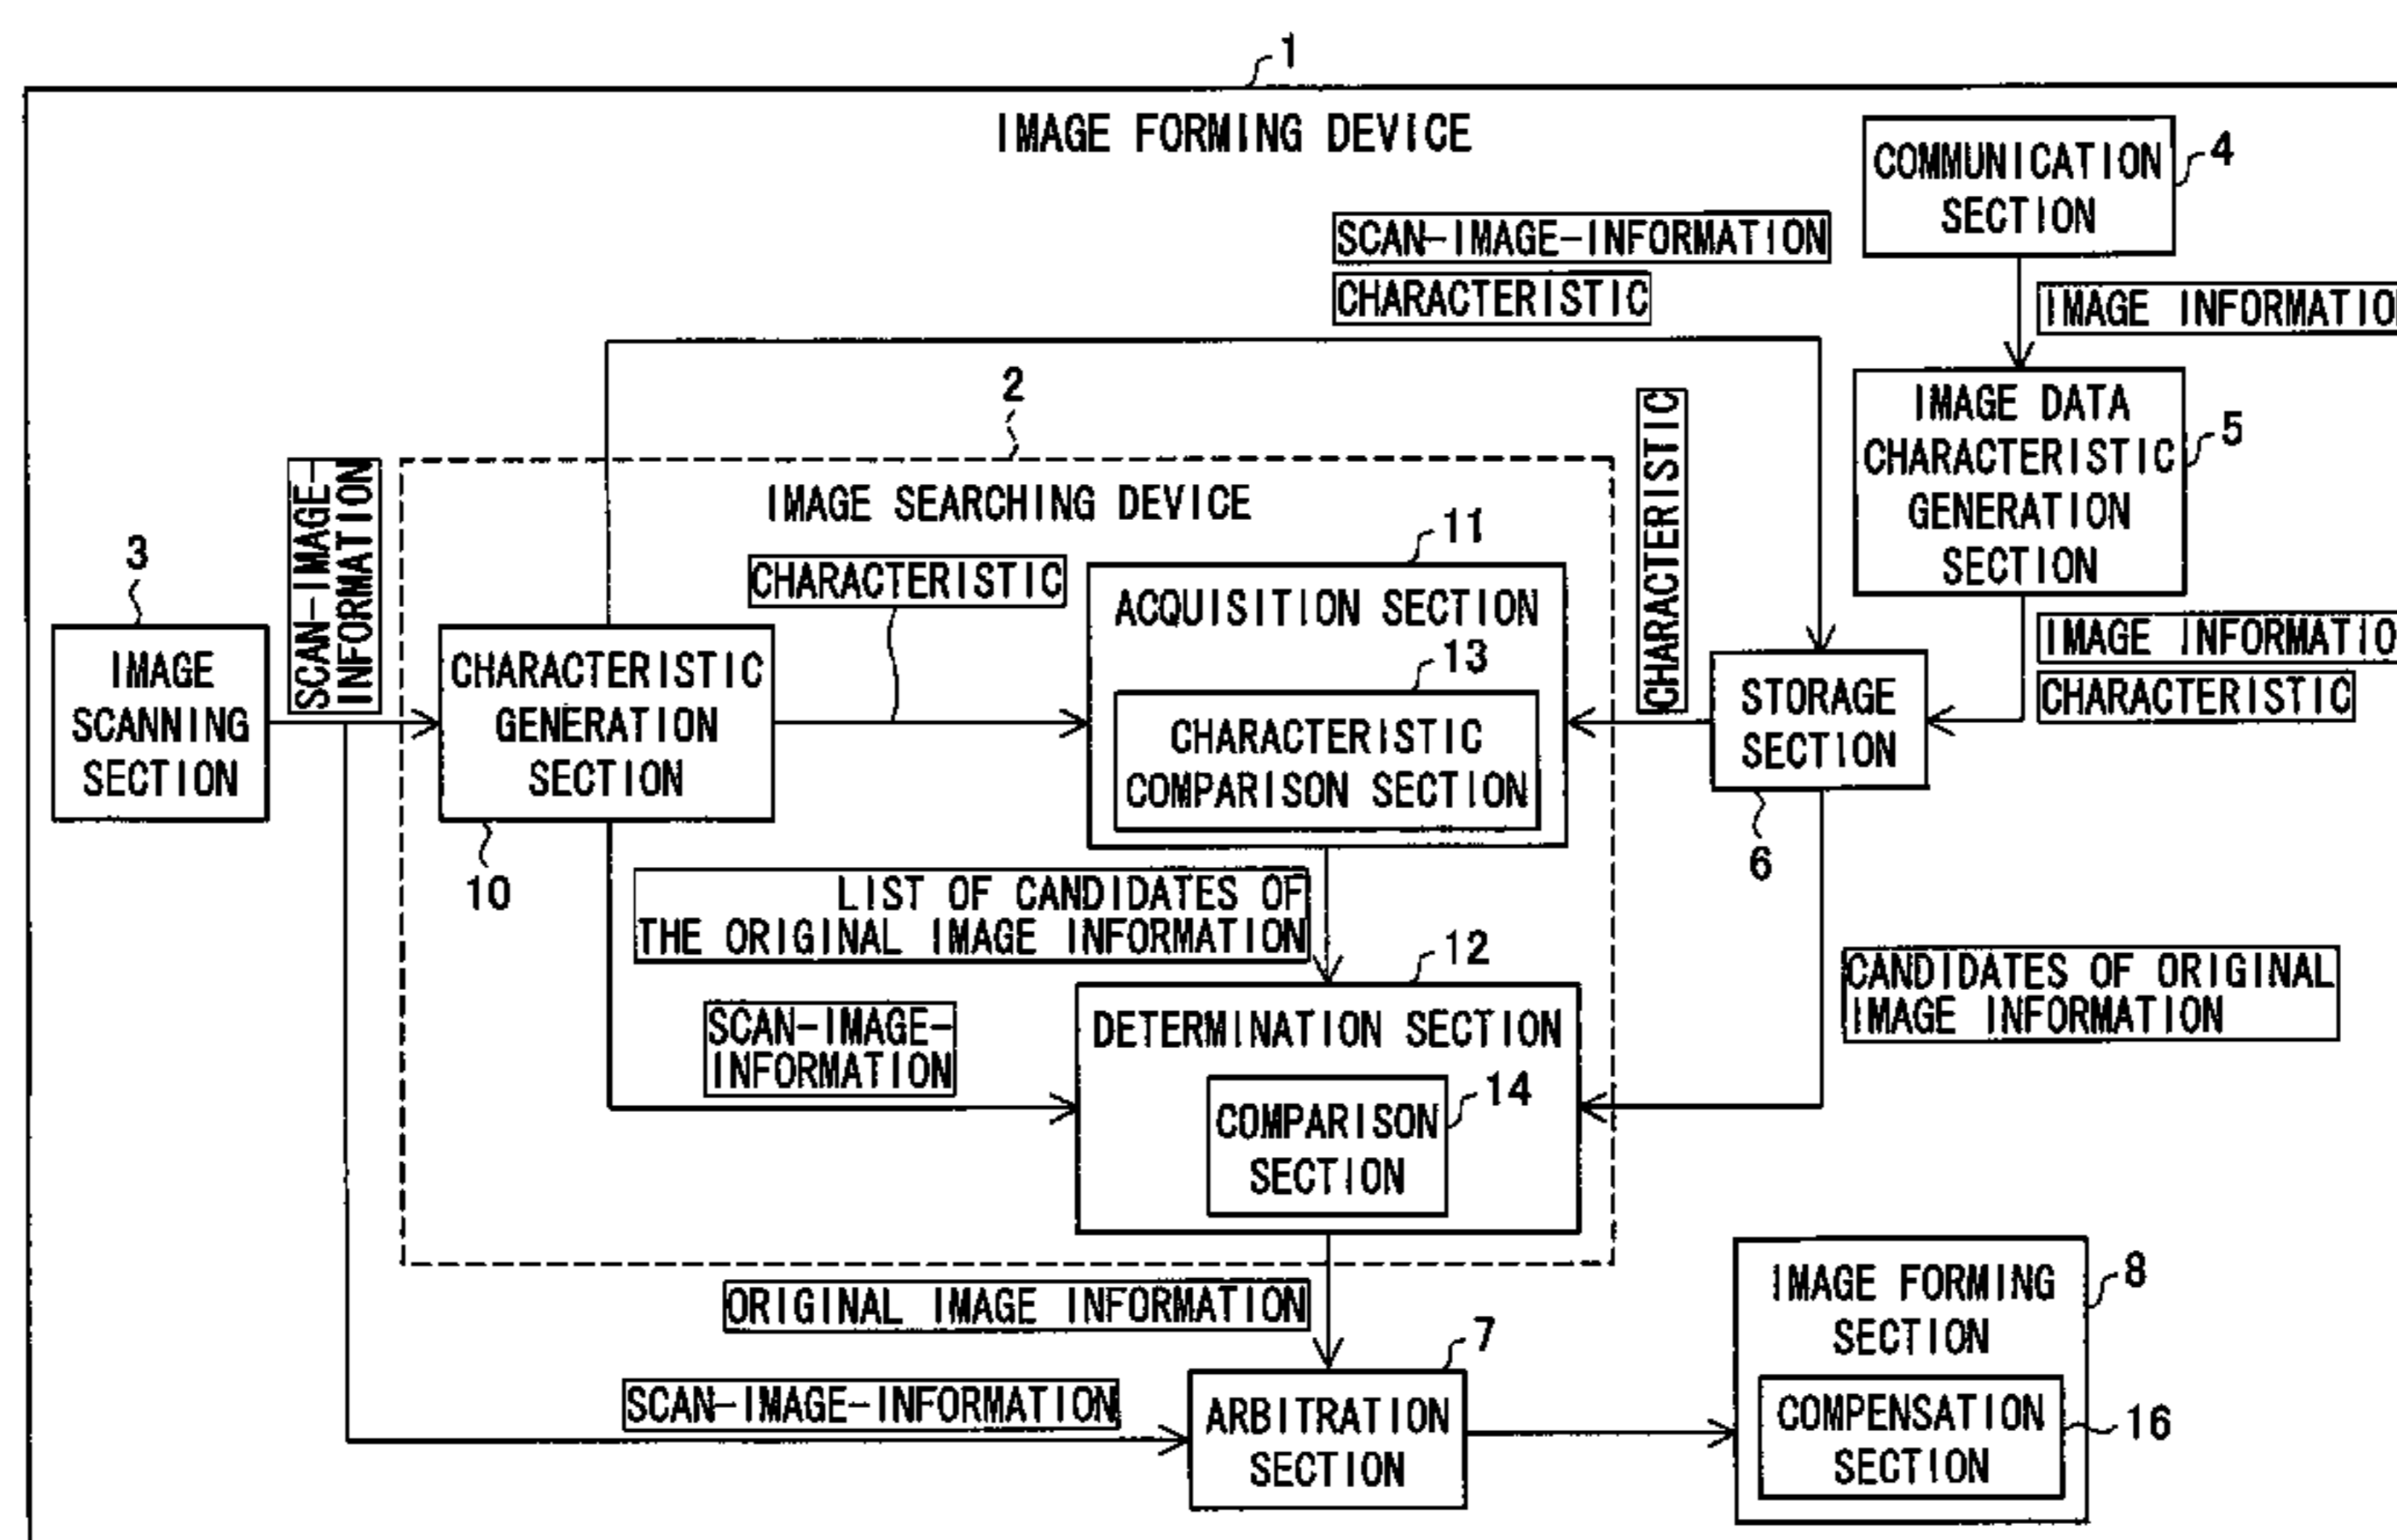 1
IMAGE FORMING DEVICE
COMMUNICATION
SECTION
4
SCAN-IMAGE-INFORMATION
CHARACTERISTIC
IMAGE INFORMATION
2
IMAGE DATA
CHARACTERISTIC
GENERATION
SECTION
5
CHARACTERISTIC
SCAN-IMAGE-
INFORMATION
IMAGE SEARCHING DEVICE
3
IMAGE
SCANNING
SECTION
CHARACTERISTIC
11
ACQUISITION SECTION
13
CHARACTERISTIC
COMPARISON SECTION
CHARACTERISTIC
GENERATION
SECTION
10
IMAGE INFORMATIO
CHARACTERISTIC
STORAGE
SECTION
6
LIST OF CANDIDATES OF
THE ORIGINAL IMAGE INFORMATION
12
DETERMINATION SECTION
SCAN-IMAGE-
INFORMATION
14
COMPARISON
SECTION
CANDIDATES OF ORIGINAL
IMAGE INFORMATION
ORIGINAL IMAGE INFORMATION
7
SCAN-IMAGE-INFORMATION
ARBITRATION
SECTION
IMAGE FORMING
SECTION
8
COMPENSATION
SECTION
16